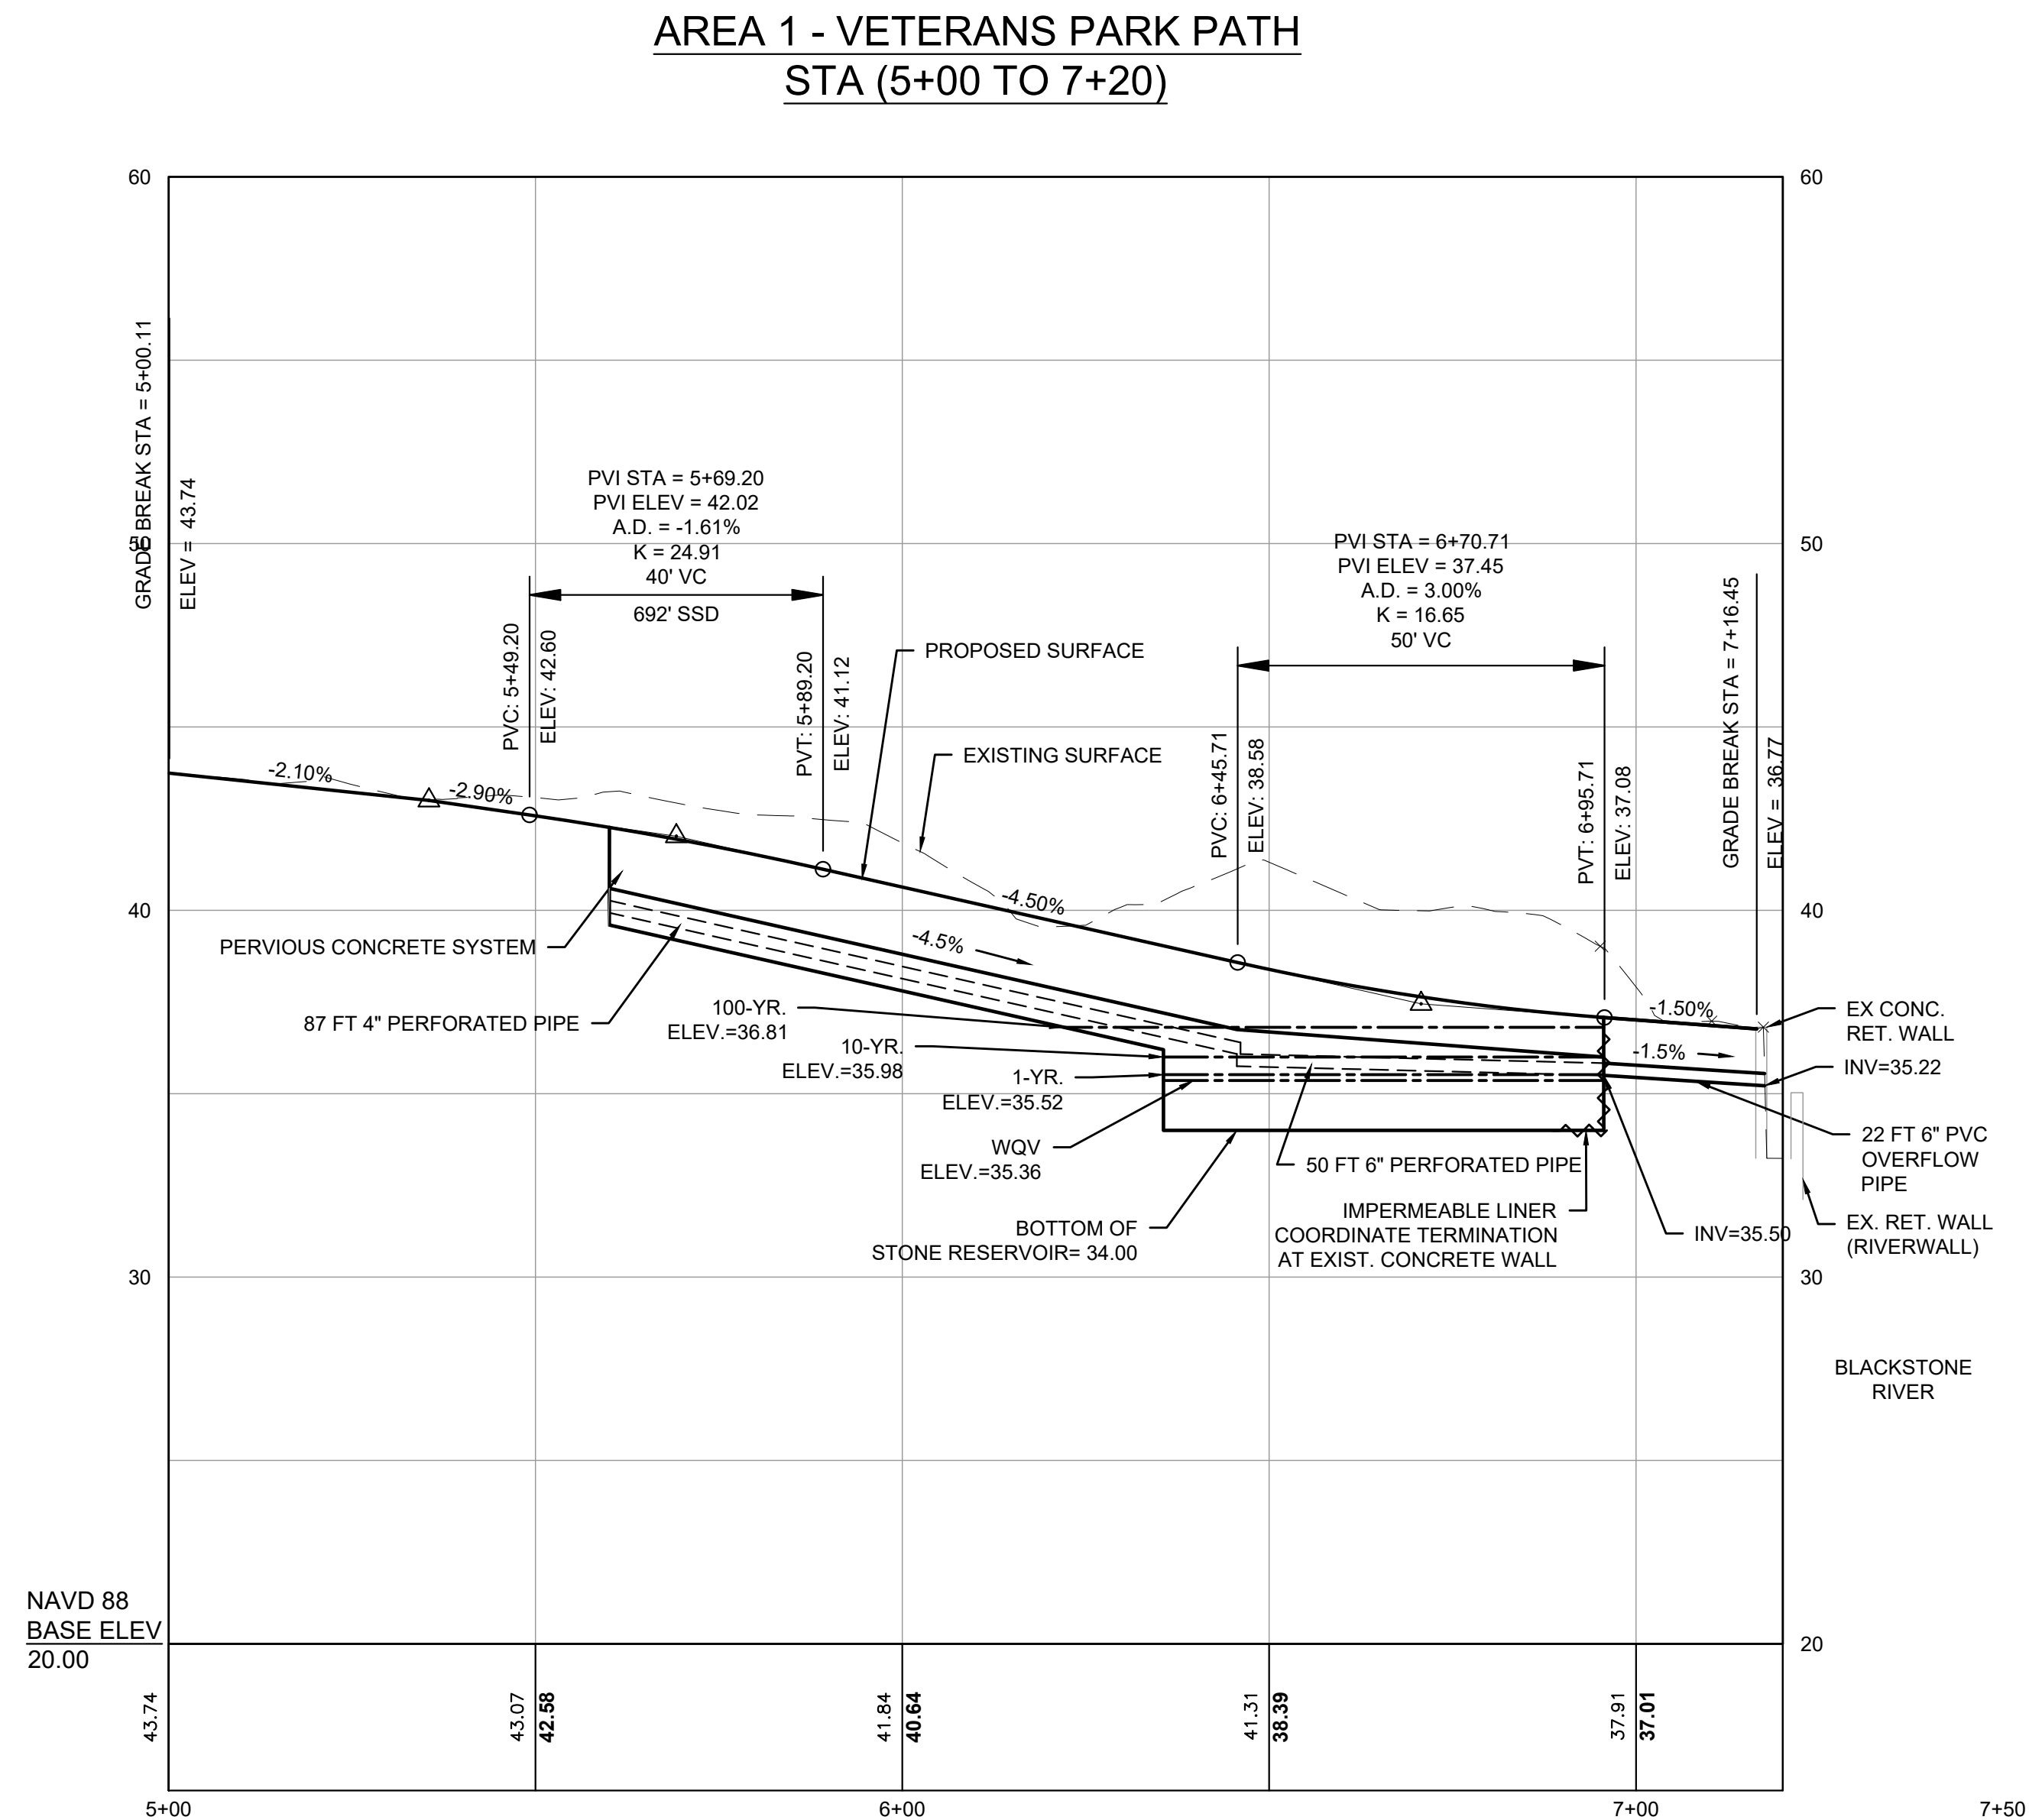 AREA 1 - VETERANS PARK PATH
STA (5+00 TO 7+20)
60
60
GRADE BREAK STA = 5+00.11
ELEV = 43.74
50
50
PVI STA = 5+69.20
PVI ELEV = 42.02
A.D. = -1.61%
K = 24.91
40' VC
692' SSD
PVC: 5+49.20
ELEV: 42.60
PVT: 5+89.20
ELEV: 41.12
PROPOSED SURFACE
EXISTING SURFACE
PVI STA = 6+70.71
PVI ELEV = 37.45
A.D. = 3.00%
K = 16.65
50' VC
PVC: 6+45.71
ELEV: 38.58
PVT: 6+95.71
ELEV: 37.08
GRADE BREAK STA = 7+16.45
ELEV = 36.77
-2.10%
-2.90%
-4.50%
-4.5%
-1.50%
-1.5%
40
40
PERVIOUS CONCRETE SYSTEM
87 FT 4" PERFORATED PIPE
100-YR.
ELEV.=36.81
10-YR.
ELEV.=35.98
1-YR.
ELEV.=35.52
WQV
ELEV.=35.36
BOTTOM OF
STONE RESERVOIR= 34.00
50 FT 6" PERFORATED PIPE
IMPERMEABLE LINER
COORDINATE TERMINATION
AT EXIST. CONCRETE WALL
INV=35.50
EX CONC.
RET. WALL
INV=35.22
22 FT 6" PVC
OVERFLOW
PIPE
EX. RET. WALL
(RIVERWALL)
30
30
BLACKSTONE
RIVER
NAVD 88
BASE ELEV
20.00
20
43.74
43.07
42.58
41.84
40.64
41.31
38.39
37.91
37.01
5+00
6+00
7+00
7+50